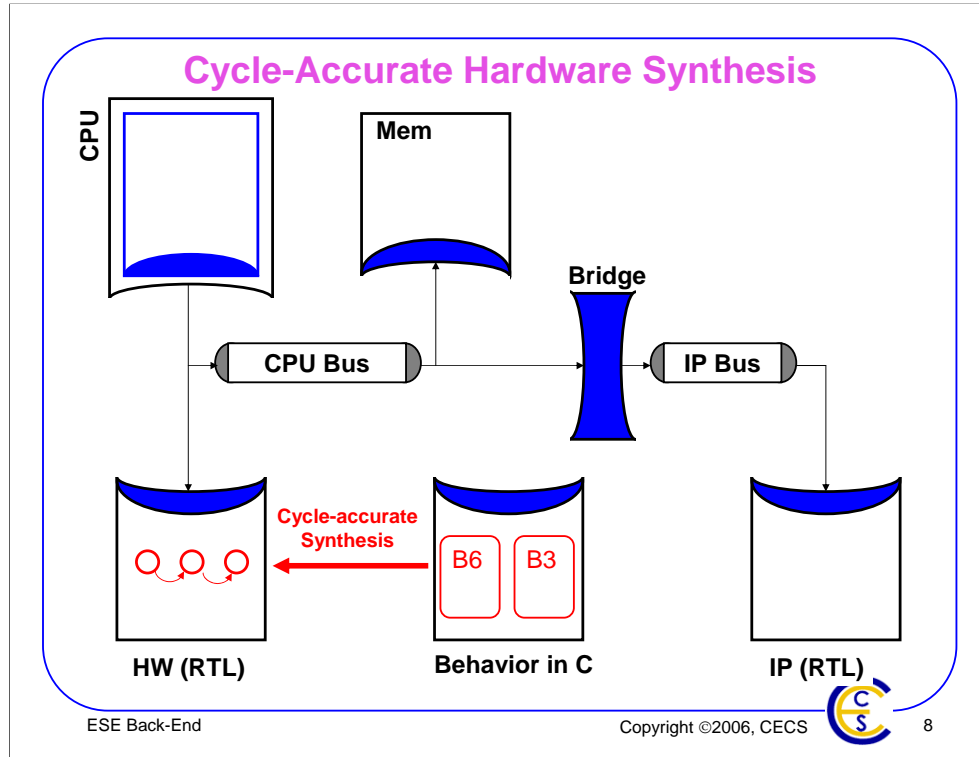 Cycle-Accurate Hardware Synthesis
CPU
Mem
Bridge
CPU Bus
IP Bus
Cycle-accurate
Synthesis
B6
B3
HW (RTL)
Behavior in C
IP (RTL)
ESE Back-End
Copyright ©2006, CECS
C
E
S
8